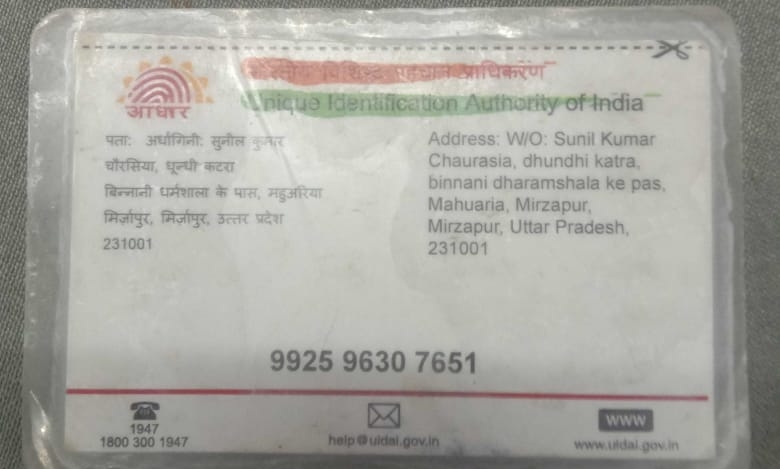 भारतीय विशिष्ट पहचान प्राधिकरण
Unique Identification Authority of India
आधार
पता: अर्धांगिनी: सुनील कुमार
चौरसिया, धून्धी कटरा
बिन्नानी धर्मशाला के पास, महुअरिया
मिर्ज़ापुर, मिर्ज़ापुर, उत्तर प्रदेश
231001
Address: W/O: Sunil Kumar
Chaurasia, dhundhi katra,
binnani dharamshala ke pas,
Mahuaria, Mirzapur,
Mirzapur, Uttar Pradesh,
231001
9925 9630 7651
1947
1800 300 1947
help@uidai.gov.in
www
www.uidai.gov.in